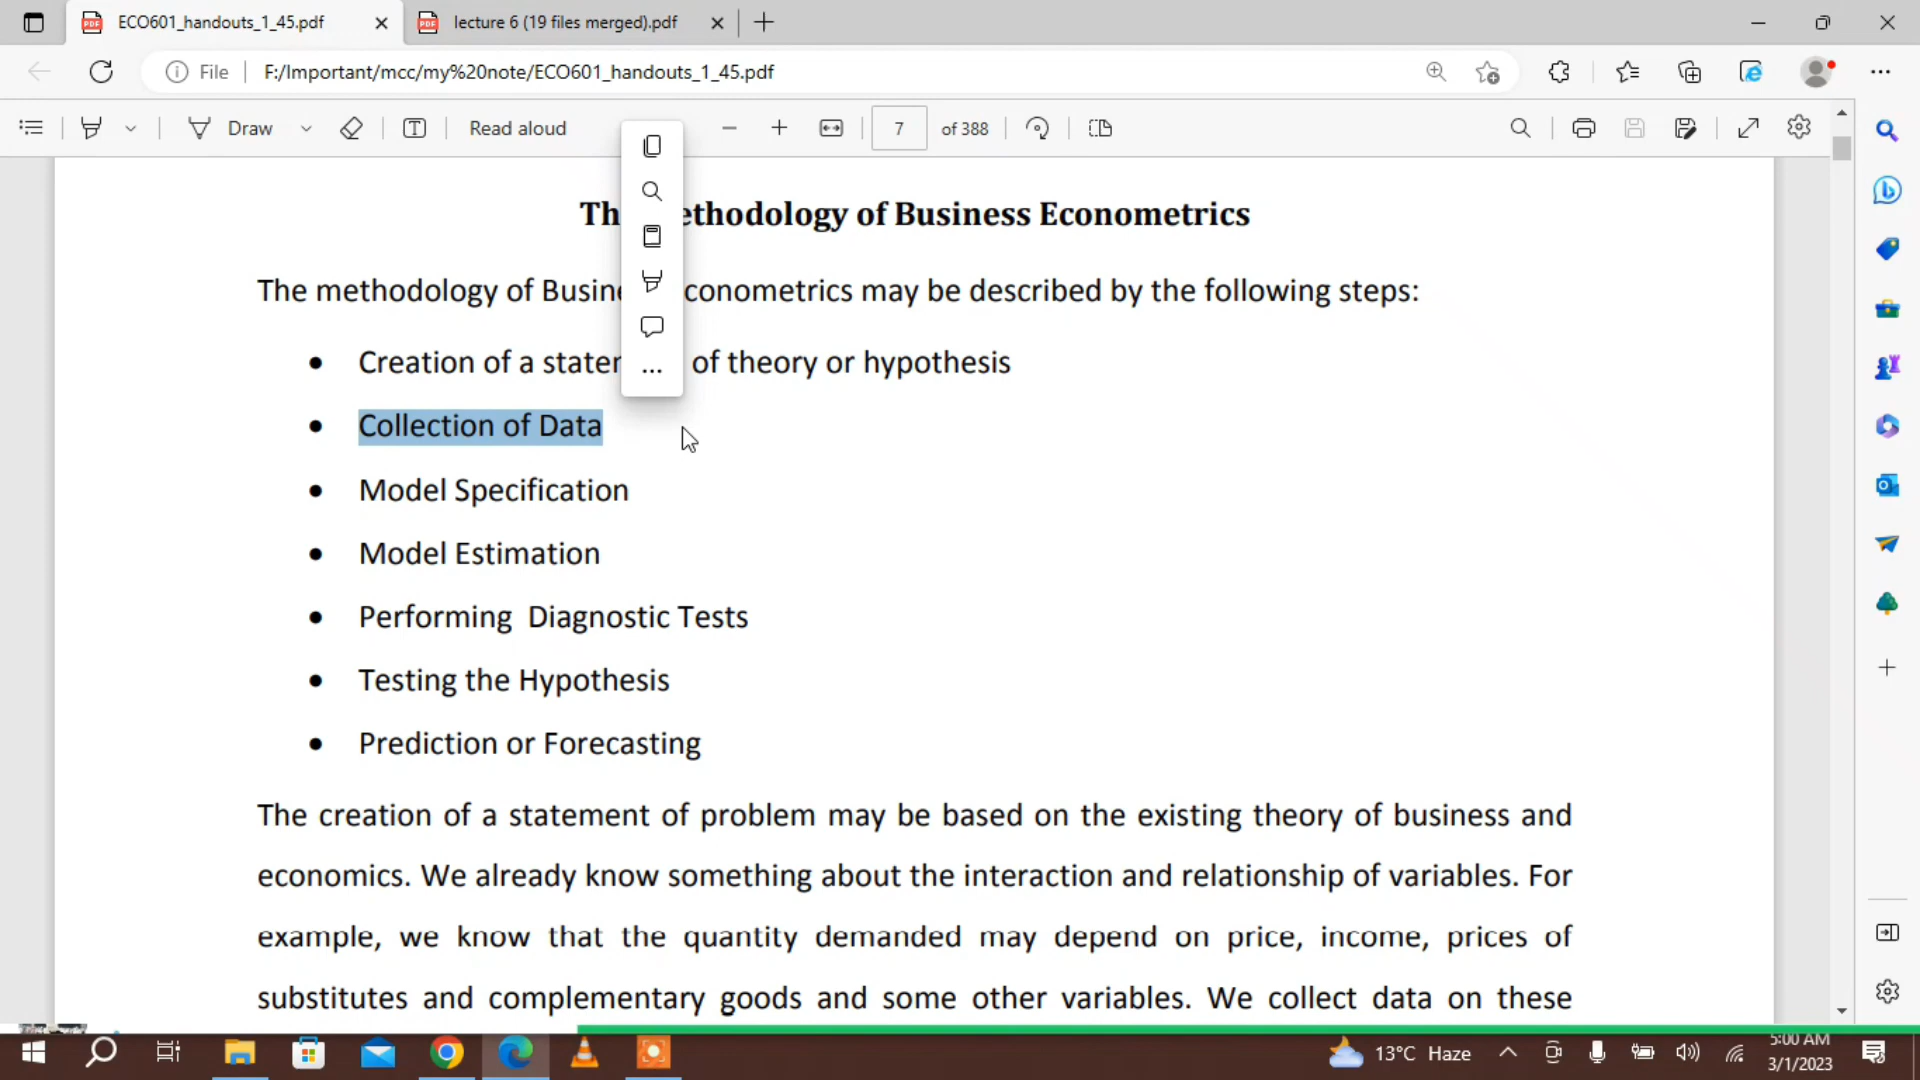 ECO601_handouts_1_45.pdf
lecture 6 (19 files merged).pdf
File
F:/Important/mcc/my%20note/ECO601_handouts_1_45.pdf
Draw
Read aloud
7
of 388
Th ethodology of Business Econometrics
The methodology of Busine conometrics may be described by the following steps:
• Creation of a stater of theory or hypothesis
• Collection of Data
• Model Specification
• Model Estimation
• Performing Diagnostic Tests
• Testing the Hypothesis
• Prediction or Forecasting
The creation of a statement of problem may be based on the existing theory of business and
economics. We already know something about the interaction and relationship of variables. For
example, we know that the quantity demanded may depend on price, income, prices of
substitutes and complementary goods and some other variables. We collect data on these
13°C Haze
5:00 AM
3/1/2023